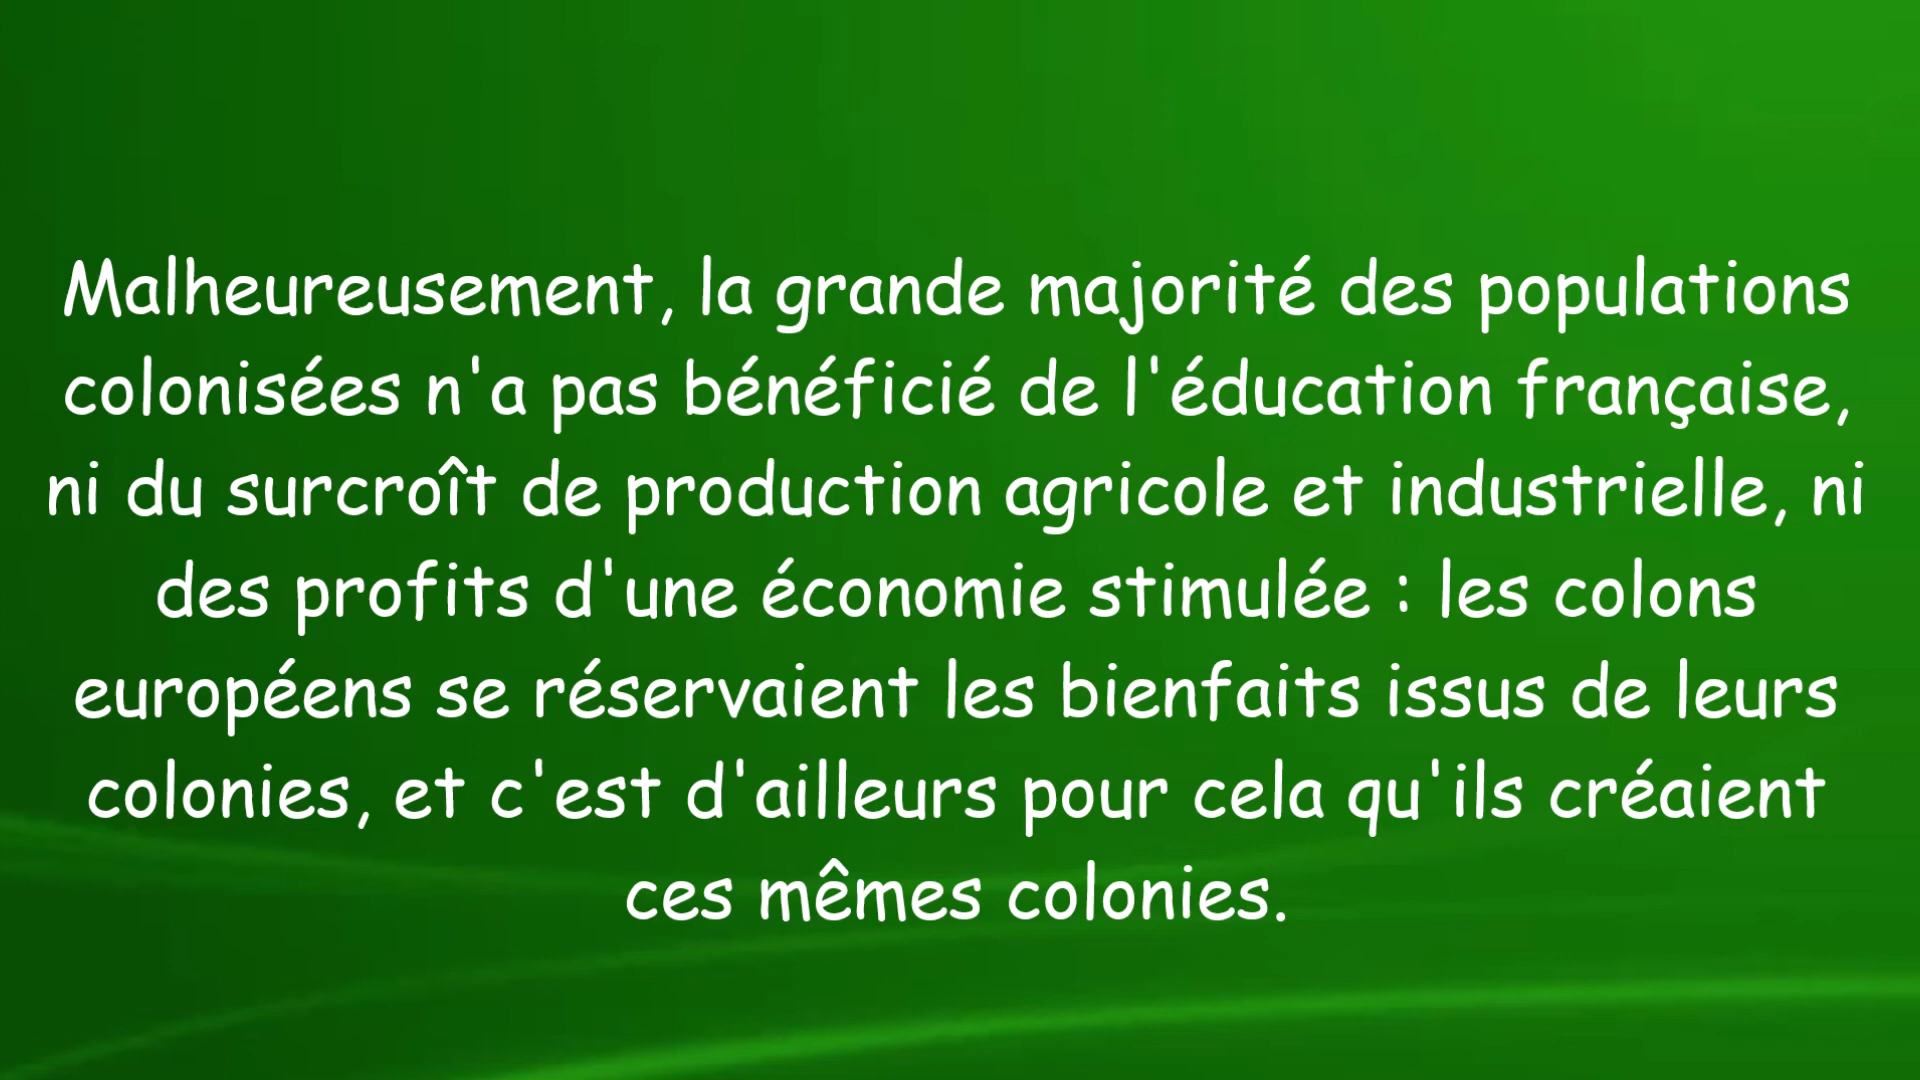 Malheureusement, la grande majorité des populations
colonisées n'a pas bénéficié de l'éducation française,
ni du surcroît de production agricole et industrielle, ni
des profits d'une économie stimulée : les colons
européens se réservaient les bienfaits issus de leurs
colonies, et c'est d'ailleurs pour cela qu'ils créaient
ces mêmes colonies.